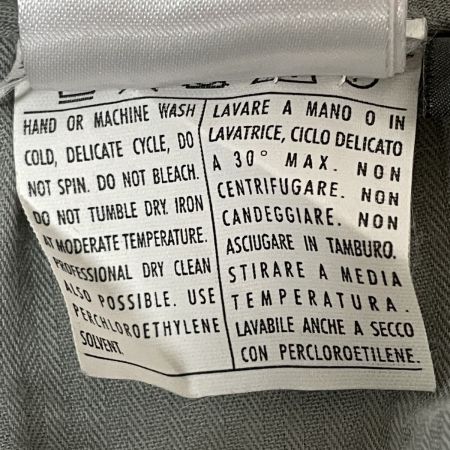 HAND OR MACHINE WASH
COLD, DELICATE CYCLE, DO
NOT SPIN. DO NOT BLEACH.
DO NOT TUMBLE DRY. IRON
AT MODERATE TEMPERATURE.
PROFESSIONAL DRY CLEAN
ALSO POSSIBLE. USE
PERCHLOROETHYLENE
SOLVENT.
LAVARE A MANO O IN
LAVATRICE, CICLO DELICATO
A 30° MAX. NON
CENTRIFUGARE. NON
CANDEGGIARE. NON
ASCIUGARE IN TAMBURO.
STIRARE A MEDIA
TEMPERATURA.
LAVABILE ANCHE A SECCO
CON PERCLOROETILENE.